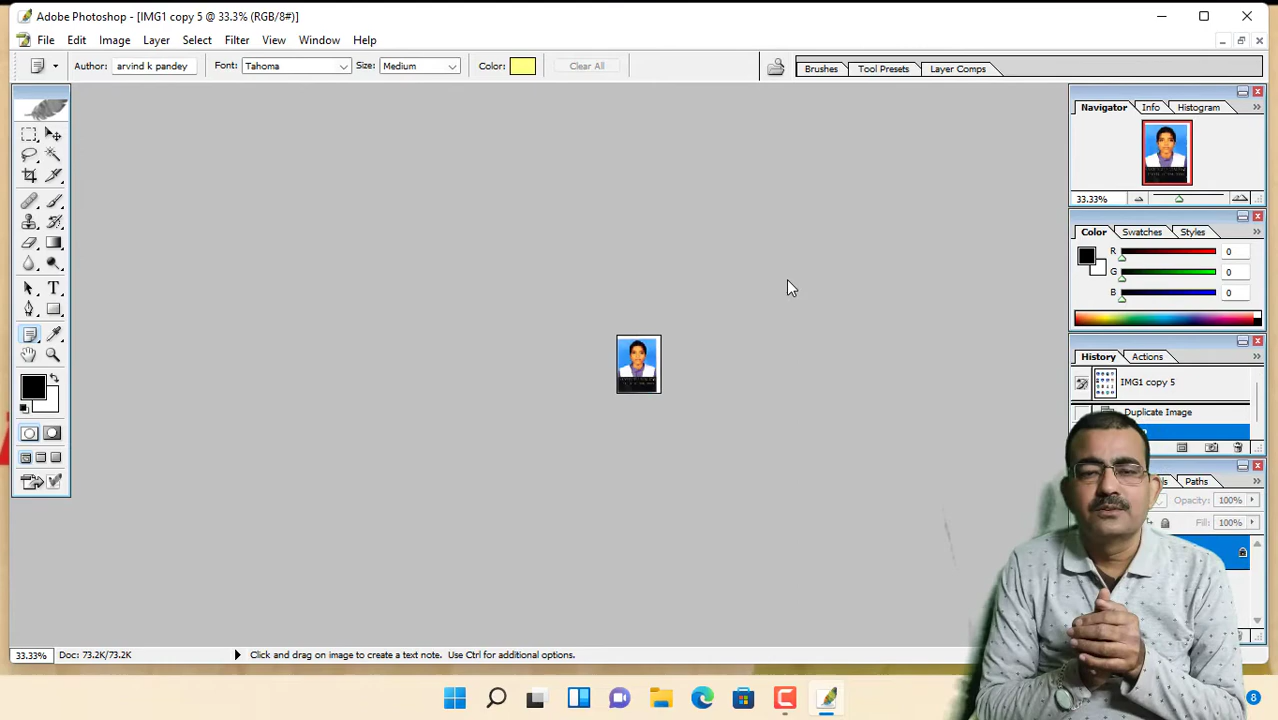 Adobe Photoshop - [IMG1 copy 5 @ 33.3% (RGB/8#)]
File Edit Image Layer Select Filter View Window Help
Author: arvind k pandey Font: Tahoma Size: Medium Color: Clear All Brushes Tool Presets Layer Comps
Navigator Info Histogram
33.33%
Color Swatches Styles
R 0
G 0
B 0
History Actions
IMG1 copy 5
Duplicate Image
Paths
Opacity: 100%
Fill: 100%
33.33% Doc: 73.2K/73.2K Click and drag on image to create a text note. Use Ctrl for additional options.
8